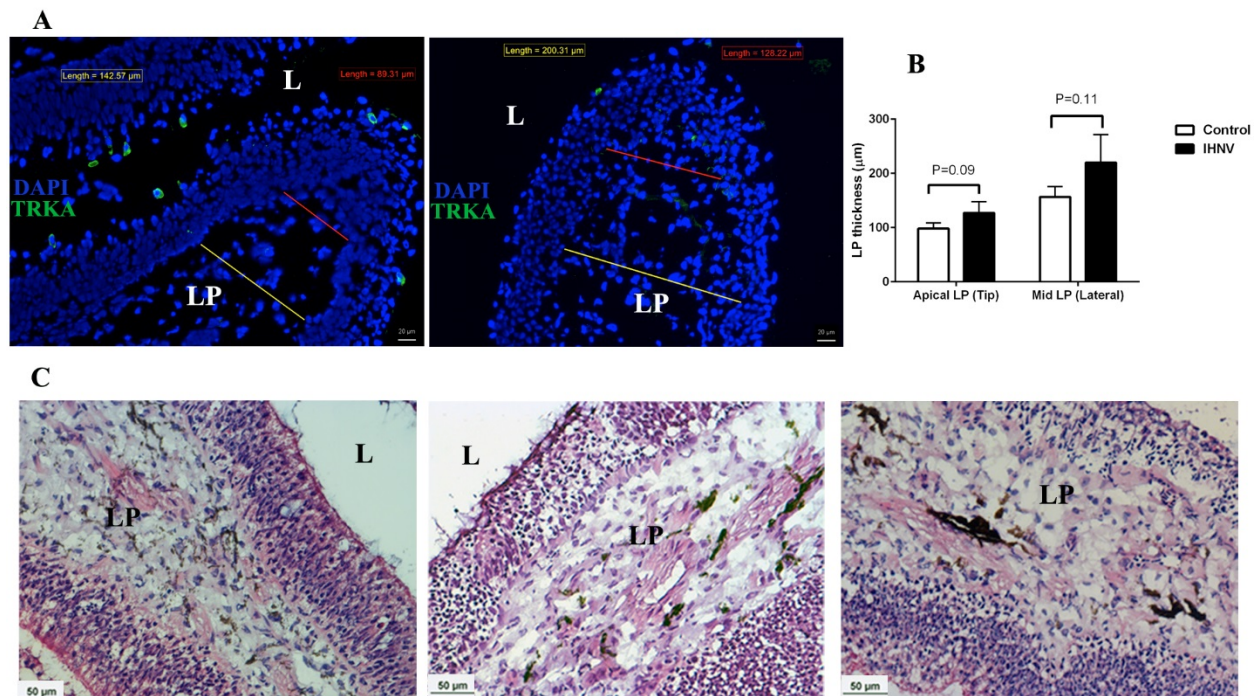 A
Length = 142.57 µm
Length = 89.31 µm
L
DAPI
TRKA
LP
20 µm
Length = 200.31 µm
Length = 128.22 µm
L
DAPI
TRKA
LP
20 µm
B
P=0.11
P=0.09
Control
IHNV
LP thickness (µm)
300
200
100
0
Apical LP (Tip)
Mid LP (Lateral)
C
L
LP
50 µm
L
LP
50 µm
LP
50 µm